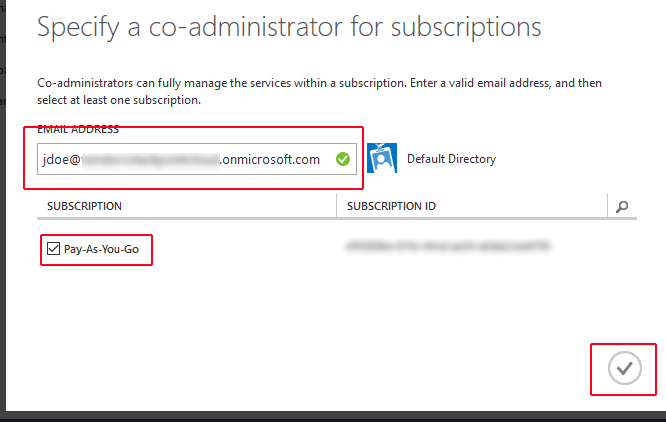 Specify a co-administrator for subscriptions
Co-administrators can fully manage the services within a subscription. Enter a valid email address, and then
select at least one subscription.
EMAIL ADDRESS
jdoe@ .onmicrosoft.com
Default Directory
SUBSCRIPTION SUBSCRIPTION ID
Pay-As-You-Go